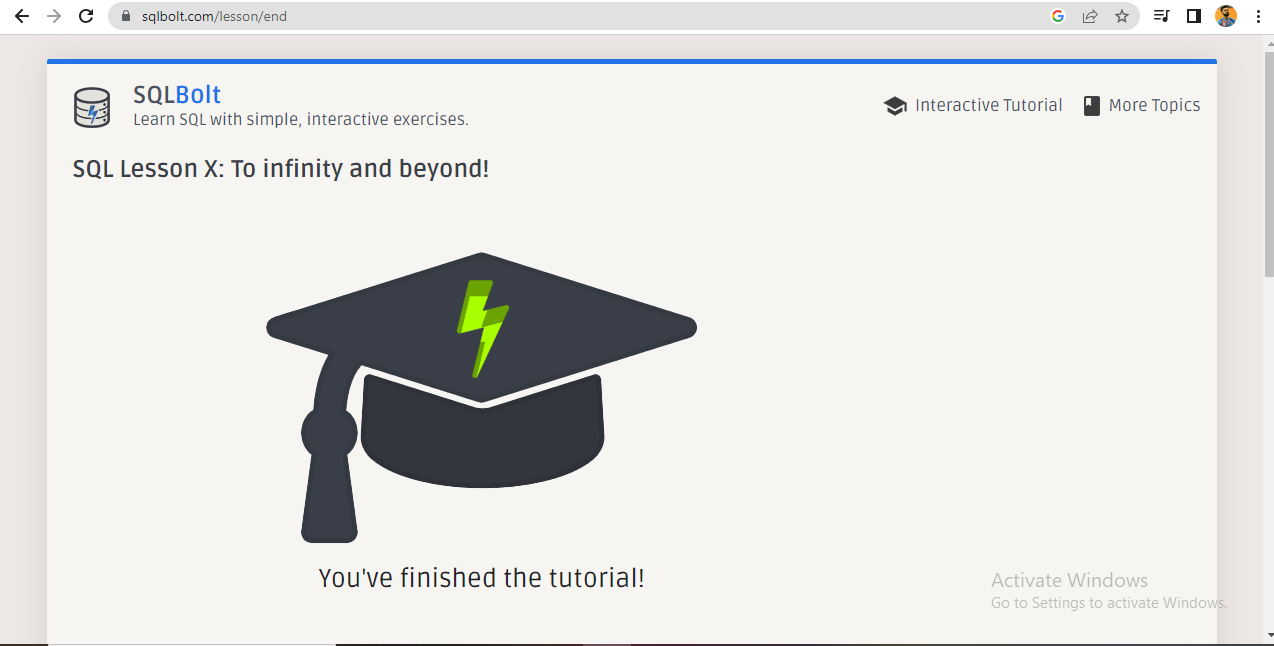 sqlbolt.com/lesson/end
SQLBolt
Learn SQL with simple, interactive exercises.
Interactive Tutorial
More Topics
SQL Lesson X: To infinity and beyond!
You've finished the tutorial!
Activate Windows
Go to Settings to activate Windows.